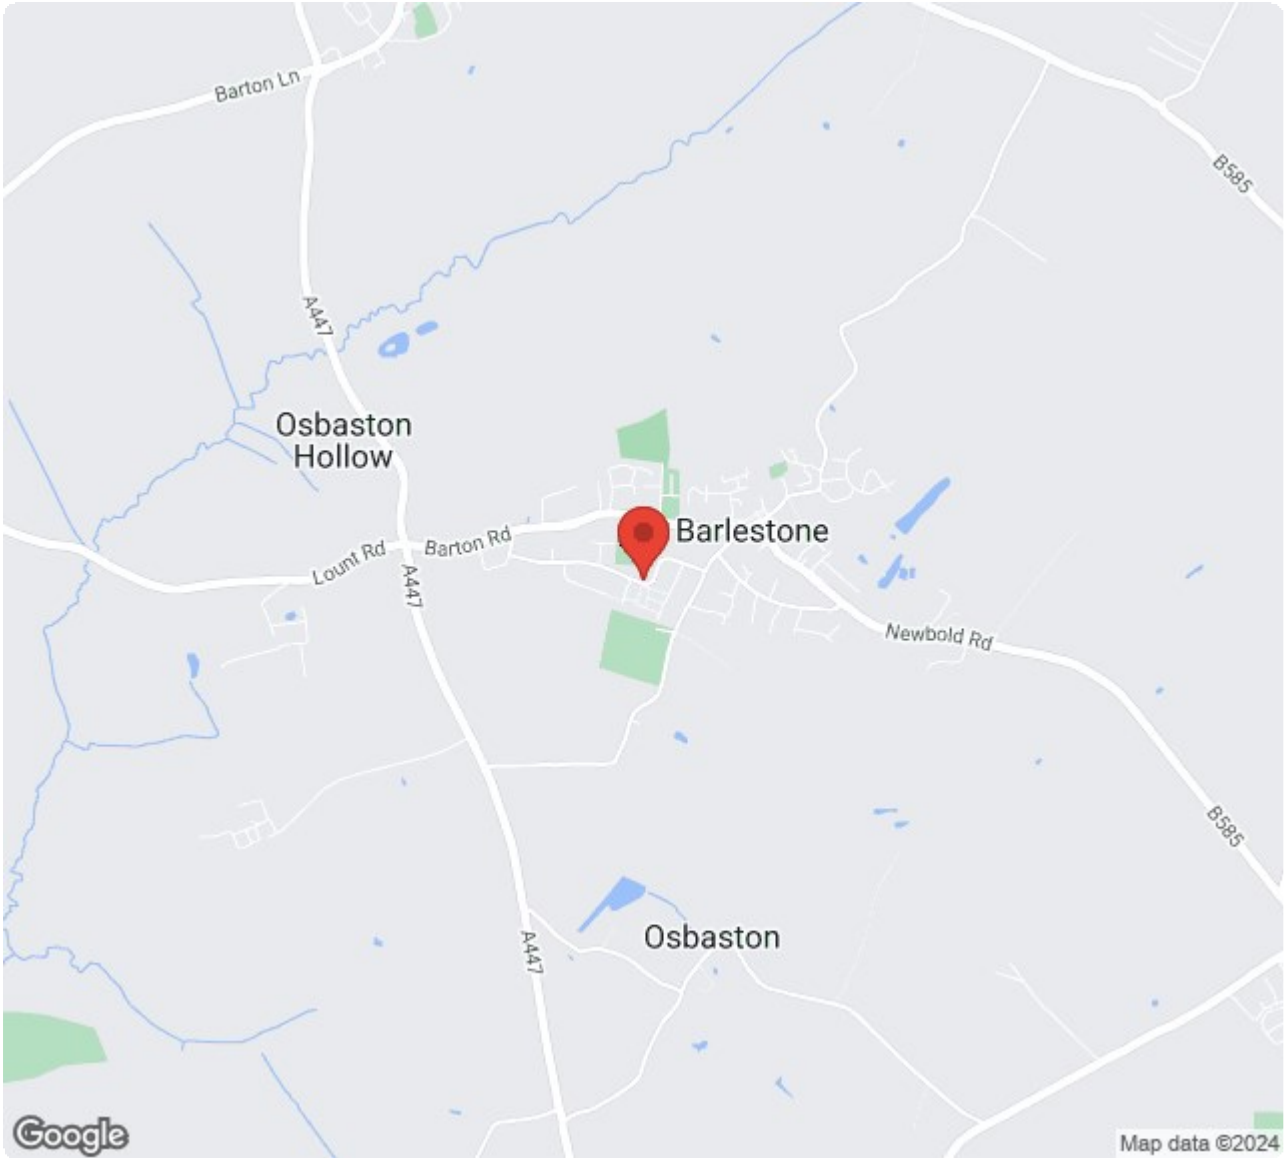 Barton Ln
B585
A447
Osbaston
Hollow
Barlestone
Barton Rd
Lount Rd
A447
Newbold Rd
B585
Osbaston
A447
Google
Map data ©2024